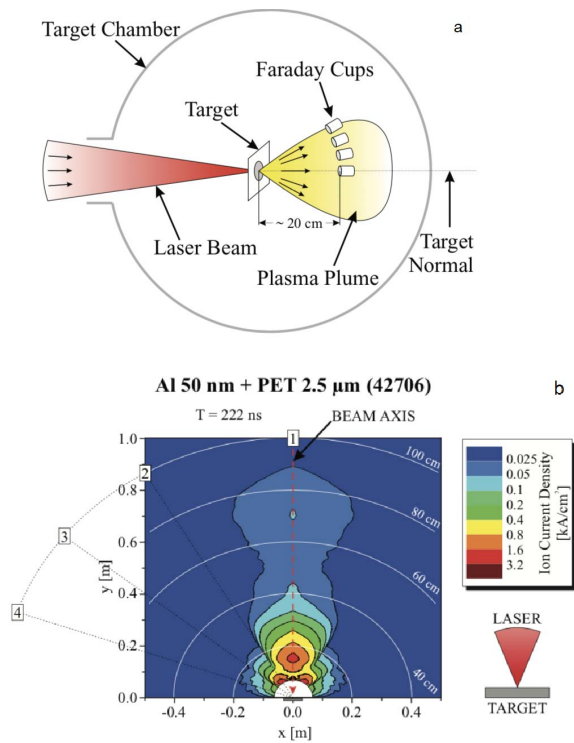 Target Chamber
a
Faraday Cups
Target
Laser Beam
~ 20 cm
Plasma Plume
Target
Normal
Al 50 nm + PET 2.5 µm (42706)
b
T = 222 ns
BEAM AXIS
1
2
3
4
1.0
0.8
0.6
0.4
0.2
0.0
y [m]
100 cm
80 cm
60 cm
40 cm
-0.4
-0.2
0.0
0.2
0.4
x [m]
0.025
0.05
0.1
0.2
0.4
0.8
1.6
3.2
Ion Current Density
[kA/cm²]
LASER
TARGET